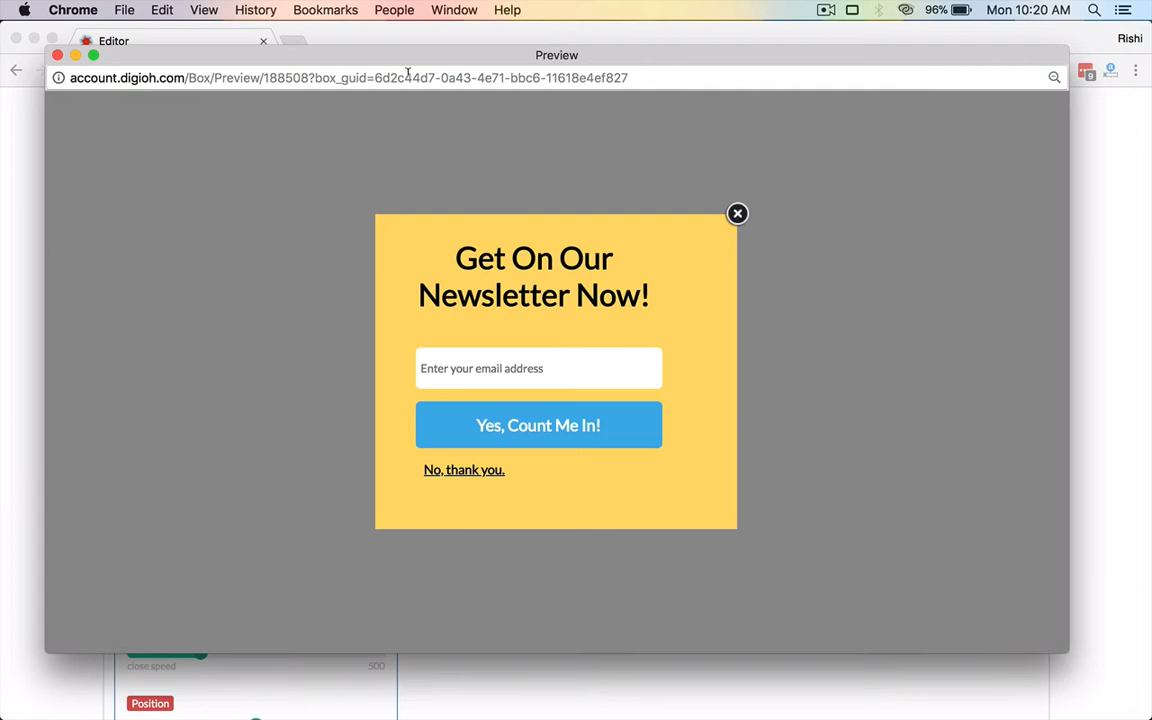 Chrome File Edit View History Bookmarks People Window Help 96% Mon 10:20 AM
Editor
Rishi
Preview
account.digioh.com/Box/Preview/188508?box_guid=6d2c44d7-0a43-4e71-bbc6-11618e4ef827
9
Get On Our
Newsletter Now!
Enter your email address
Yes, Count Me In!
No, thank you.
close speed 500
Position